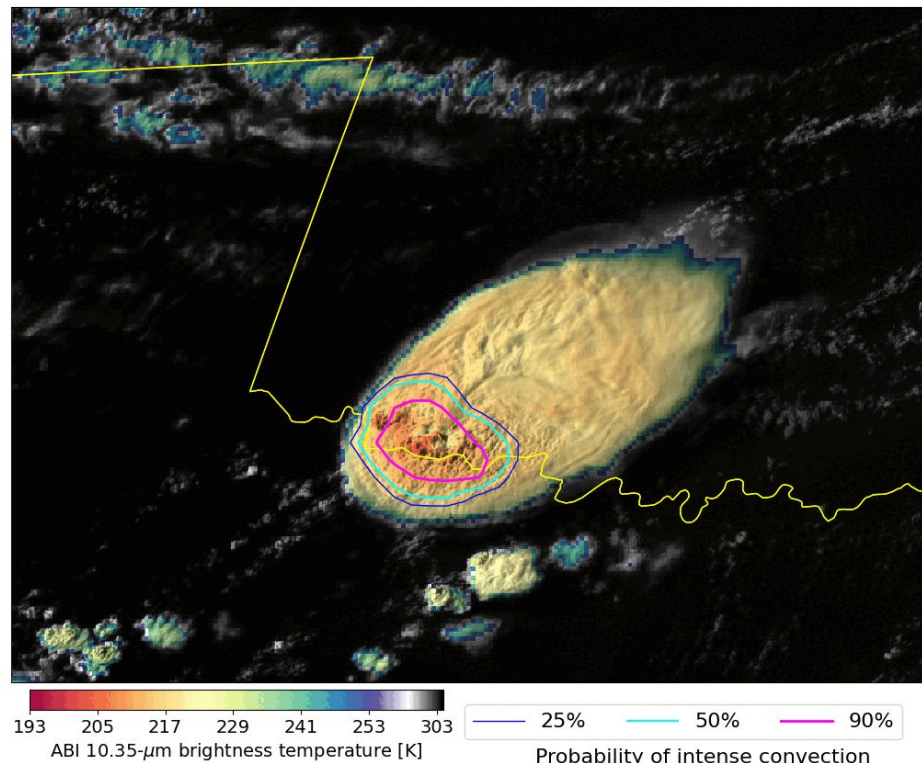 193 205 217 229 241 253 303
ABI 10.35-μm brightness temperature [K]
25% 50% 90%
Probability of intense convection